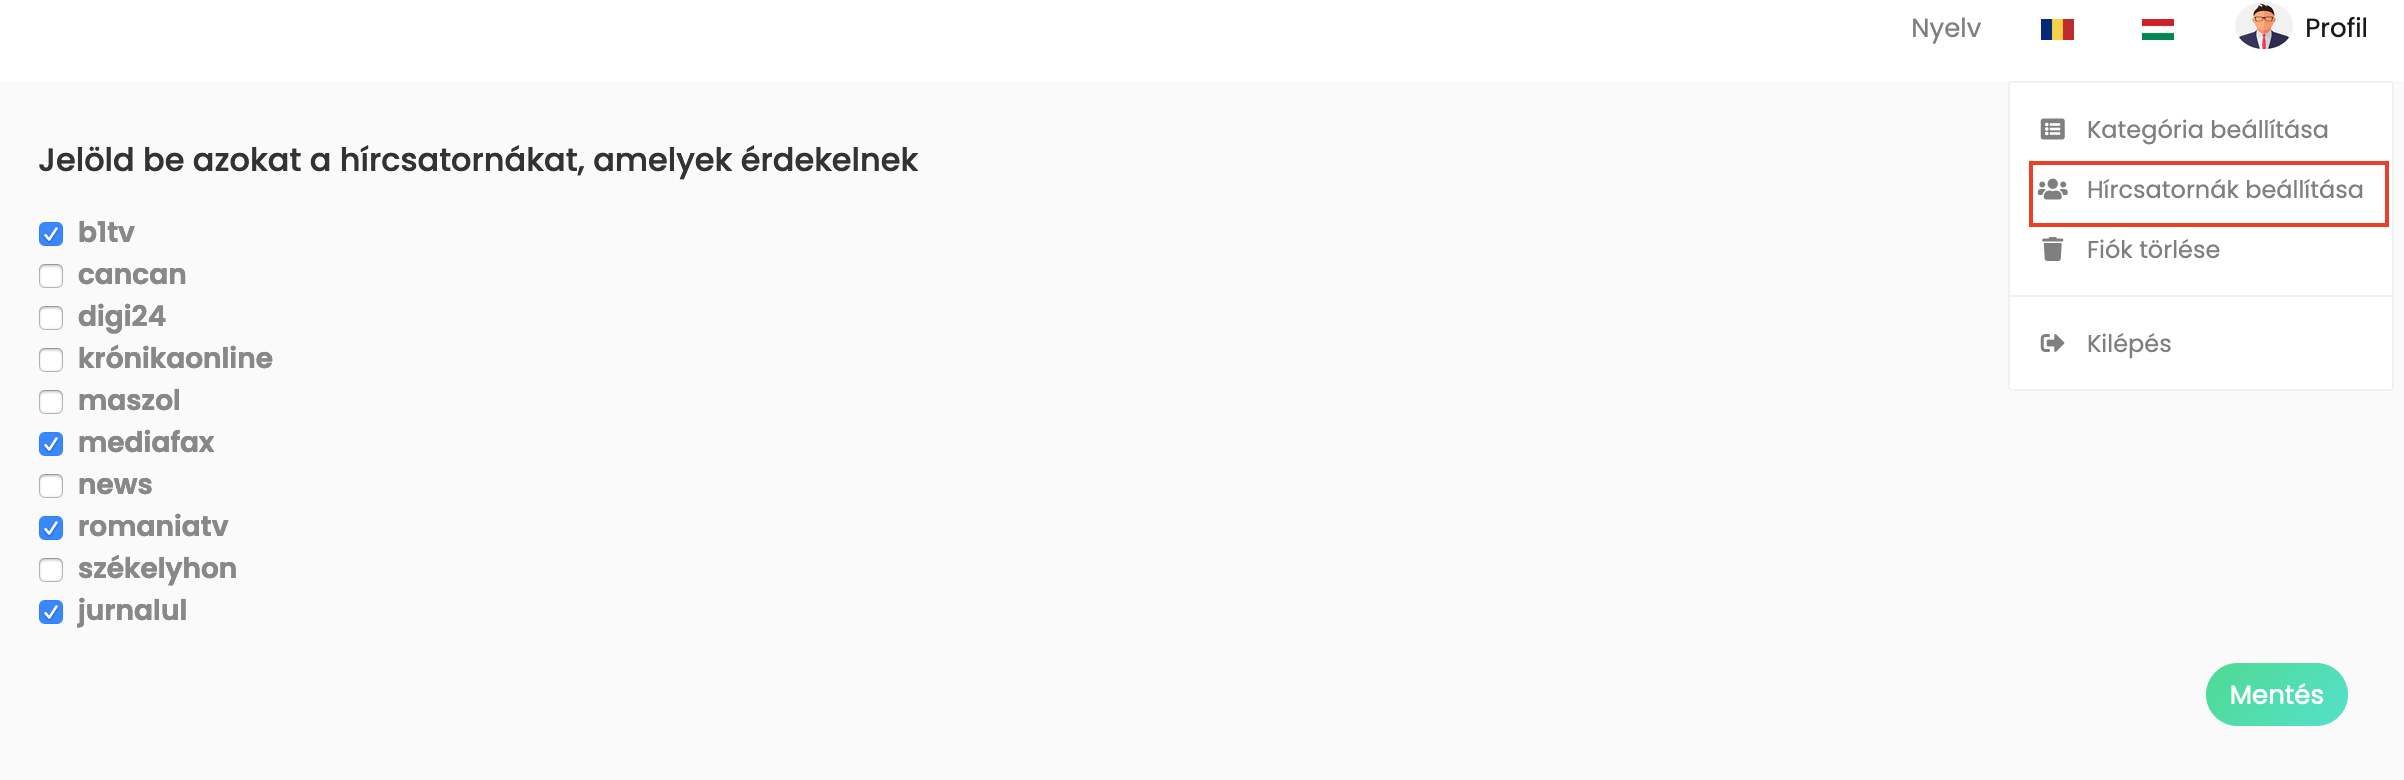 Nyelv
Profil
Kategória beállítása
Hírcsatornák beállítása
Fiók törlése
Kilépés
Jelöld be azokat a hírcsatornákat, amelyek érdekelnek
b1tv
cancan
digi24
krónikaonline
maszol
mediafax
news
romaniatv
székelyhon
jurnalul
Mentés